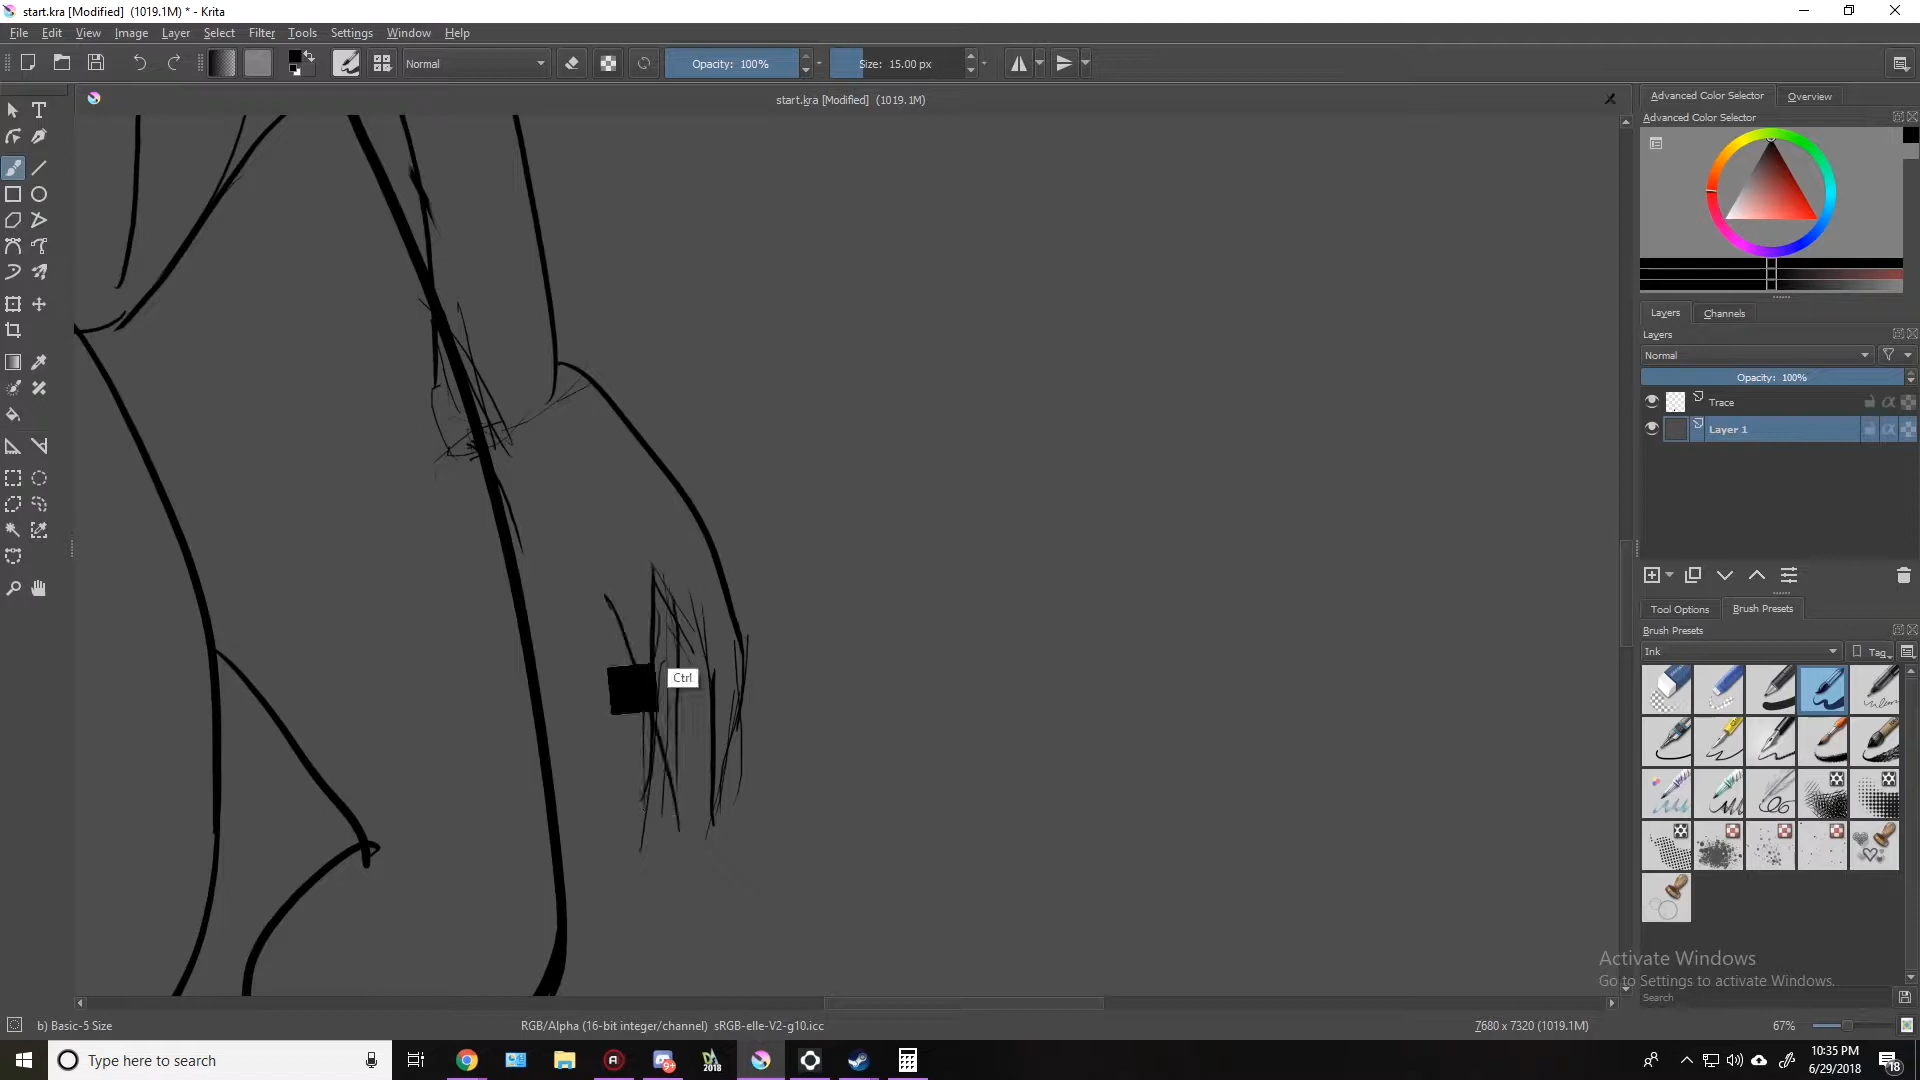 start.kra [Modified]  (1019.1M) * - Krita
File Edit View Image Layer Select Filter Tools Settings Window Help
Normal Opacity: 100% Size: 15.00 px
start.kra [Modified]  (1019.1M)
Advanced Color Selector Overview
Advanced Color Selector
Layers Channels
Layers
Normal
Opacity: 100%
Trace
Layer 1
Tool Options Brush Presets
Brush Presets
Ink Tag
Ctrl
Activate Windows
Go to Settings to activate Windows.
Search
b) Basic-5 Size RGB/Alpha (16-bit integer/channel)  sRGB-elle-V2-g10.icc 7680 x 7320 (1019.1M) 67%
Type here to search 9+ 2018 10:35 PM
6/29/2018 18